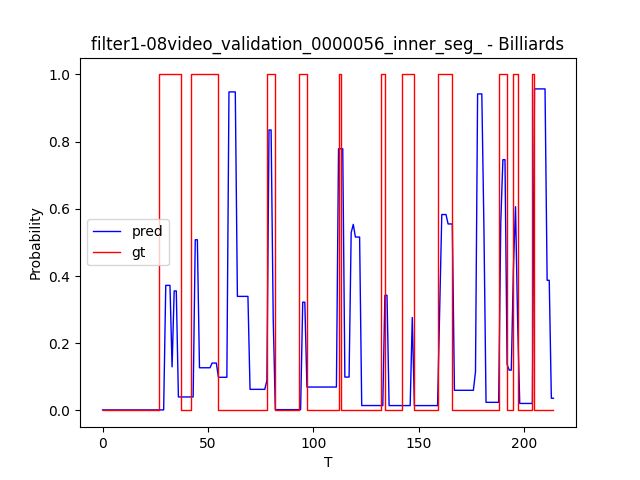 filter1-08video_validation_0000056_inner_seg_ - Billiards
1.0
0.8
0.6
0.4
0.2
0.0
Probability
pred
gt
0
50
100
150
200
T